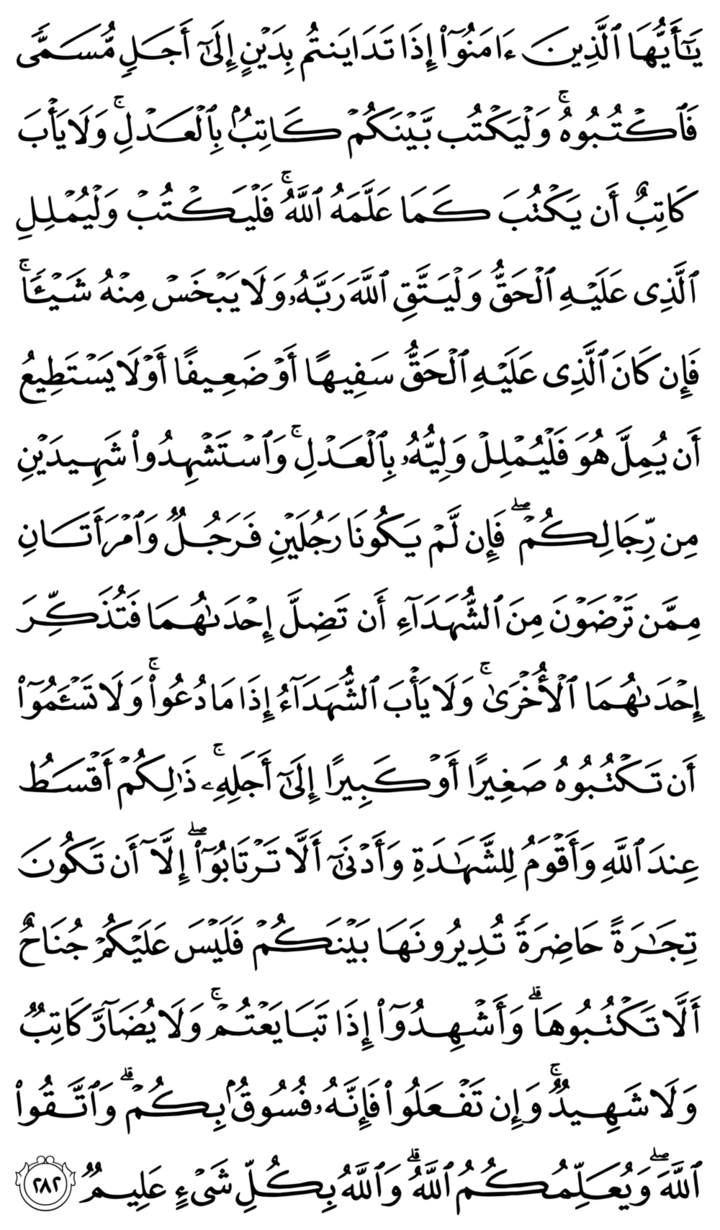 يَٰٓأَيُّهَا ٱلَّذِينَ ءَامَنُوٓا۟ إِذَا تَدَايَنتُم بِدَيْنٍ إِلَىٰٓ أَجَلٍ مُّسَمًّى
فَٱكْتُبُوهُ ۚ وَلْيَكْتُب بَّيْنَكُمْ كَاتِبٌۢ بِٱلْعَدْلِ ۚ وَلَا يَأْبَ
كَاتِبٌ أَن يَكْتُبَ كَمَا عَلَّمَهُ ٱللَّهُ ۚ فَلْيَكْتُبْ وَلْيُمْلِلِ
ٱلَّذِى عَلَيْهِ ٱلْحَقُّ وَلْيَتَّقِ ٱللَّهَ رَبَّهُۥ وَلَا يَبْخَسْ مِنْهُ شَيْـًٔا ۚ
فَإِن كَانَ ٱلَّذِى عَلَيْهِ ٱلْحَقُّ سَفِيهًا أَوْ ضَعِيفًا أَوْ لَا يَسْتَطِيعُ
أَن يُمِلَّ هُوَ فَلْيُمْلِلْ وَلِيُّهُۥ بِٱلْعَدْلِ ۚ وَٱسْتَشْهِدُوا۟ شَهِيدَيْنِ
مِن رِّجَالِكُمْ ۖ فَإِن لَّمْ يَكُونَا رَجُلَيْنِ فَرَجُلٌ وَٱمْرَأَتَانِ
مِمَّن تَرْضَوْنَ مِنَ ٱلشُّهَدَآءِ أَن تَضِلَّ إِحْدَىٰهُمَا فَتُذَكِّرَ
إِحْدَىٰهُمَا ٱلْأُخْرَىٰ ۚ وَلَا يَأْبَ ٱلشُّهَدَآءُ إِذَا مَا دُعُوا۟ ۚ وَلَا تَسْـَٔمُوٓا۟
أَن تَكْتُبُوهُ صَغِيرًا أَوْ كَبِيرًا إِلَىٰٓ أَجَلِهِۦ ۚ ذَٰلِكُمْ أَقْسَطُ
عِندَ ٱللَّهِ وَأَقْوَمُ لِلشَّهَٰدَةِ وَأَدْنَىٰٓ أَلَّا تَرْتَابُوٓا۟ ۖ إِلَّآ أَن تَكُونَ
تِجَٰرَةً حَاضِرَةً تُدِيرُونَهَا بَيْنَكُمْ فَلَيْسَ عَلَيْكُمْ جُنَاحٌ
أَلَّا تَكْتُبُوهَا ۗ وَأَشْهِدُوٓا۟ إِذَا تَبَايَعْتُمْ ۚ وَلَا يُضَآرَّ كَاتِبٌ
وَلَا شَهِيدٌ ۚ وَإِن تَفْعَلُوا۟ فَإِنَّهُۥ فُسُوقٌۢ بِكُمْ ۗ وَٱتَّقُوا۟
ٱللَّهَ ۖ وَيُعَلِّمُكُمُ ٱللَّهُ ۗ وَٱللَّهُ بِكُلِّ شَىْءٍ عَلِيمٌ ٢٨٢